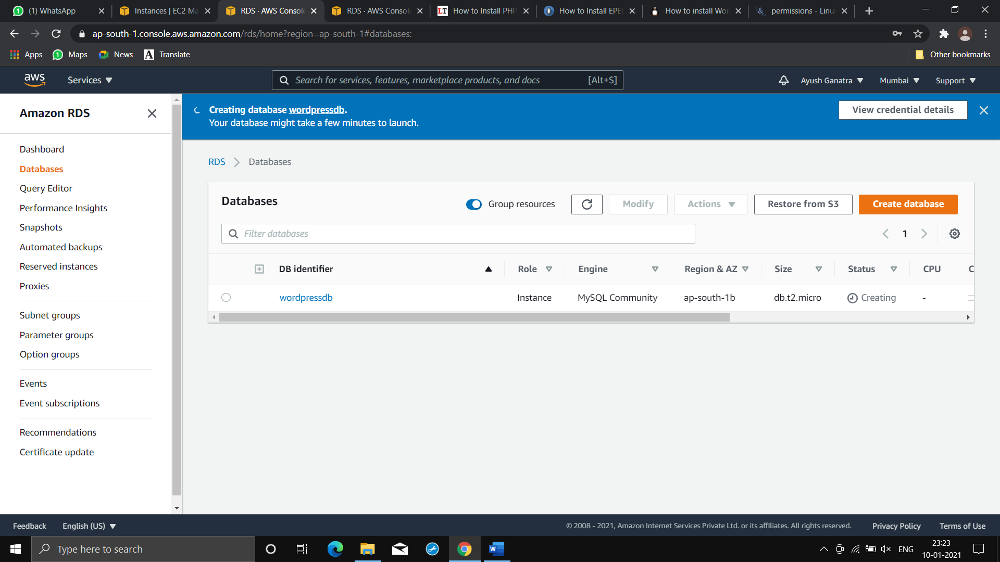 (1) WhatsApp
Instances | EC2 Ma
RDS · AWS Console
RDS · AWS Console
LT How to Install PHP
How to Install EPEL
How to install Wor
permissions - Linu
ap-south-1.console.aws.amazon.com/rds/home?region=ap-south-1#databases:
Apps
Maps
News
A Translate
Other bookmarks
aws
Services
Search for services, features, marketplace products, and docs
[Alt+S]
Ayush Ganatra
Mumbai
Support
Amazon RDS
Dashboard
Databases
Query Editor
Performance Insights
Snapshots
Automated backups
Reserved instances
Proxies
Subnet groups
Parameter groups
Option groups
Events
Event subscriptions
Recommendations
Certificate update
Creating database wordpressdb.
Your database might take a few minutes to launch.
View credential details
RDS
Databases
Databases
Group resources
Modify
Actions
Restore from S3
Create database
Filter databases
1
DB identifier
Role
Engine
Region & AZ
Size
Status
CPU
C
wordpressdb
Instance
MySQL Community
ap-south-1b
db.t2.micro
Creating
-
Feedback
English (US)
© 2008 - 2021, Amazon Internet Services Private Ltd. or its affiliates. All rights reserved.
Privacy Policy
Terms of Use
Type here to search
W
ENG
23:23
10-01-2021